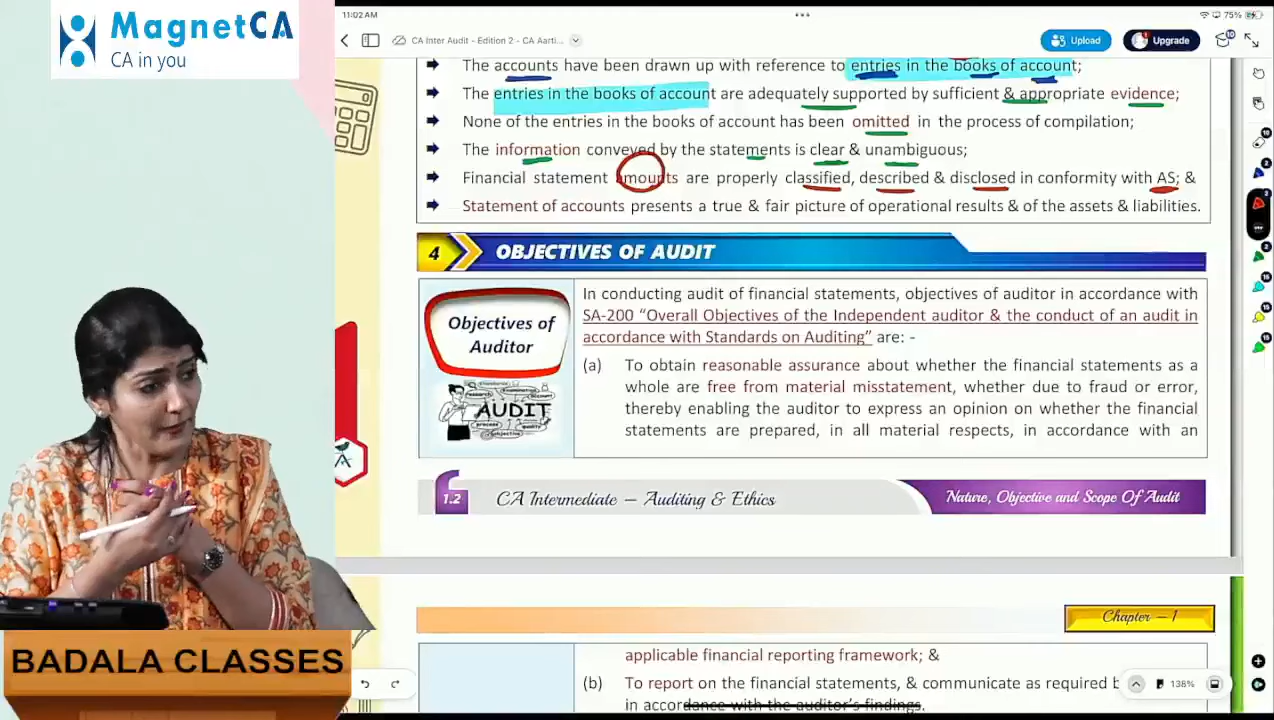 MagnetCA
CA in you
11:02 AM
75%
CA Inter Audit - Edition 2 - CA Aarti...
Upload
Upgrade
The accounts have been drawn up with reference to entries in the books of account;
The entries in the books of account are adequately supported by sufficient & appropriate evidence;
None of the entries in the books of account has been omitted in the process of compilation;
The information conveyed by the statements is clear & unambiguous;
Financial statement amounts are properly classified, described & disclosed in conformity with AS; &
Statement of accounts presents a true & fair picture of operational results & of the assets & liabilities.
4 OBJECTIVES OF AUDIT
Objectives of
Auditor
AUDIT
In conducting audit of financial statements, objectives of auditor in accordance with
SA-200 “Overall Objectives of the Independent auditor & the conduct of an audit in
accordance with Standards on Auditing” are: -
(a) To obtain reasonable assurance about whether the financial statements as a
whole are free from material misstatement, whether due to fraud or error,
thereby enabling the auditor to express an opinion on whether the financial
statements are prepared, in all material respects, in accordance with an
1.2 CA Intermediate – Auditing & Ethics
Nature, Objective and Scope Of Audit
Chapter – 1
applicable financial reporting framework; &
(b) To report on the financial statements, & communicate as required
in accordance with the auditor's findings.
138%
BADALA CLASSES